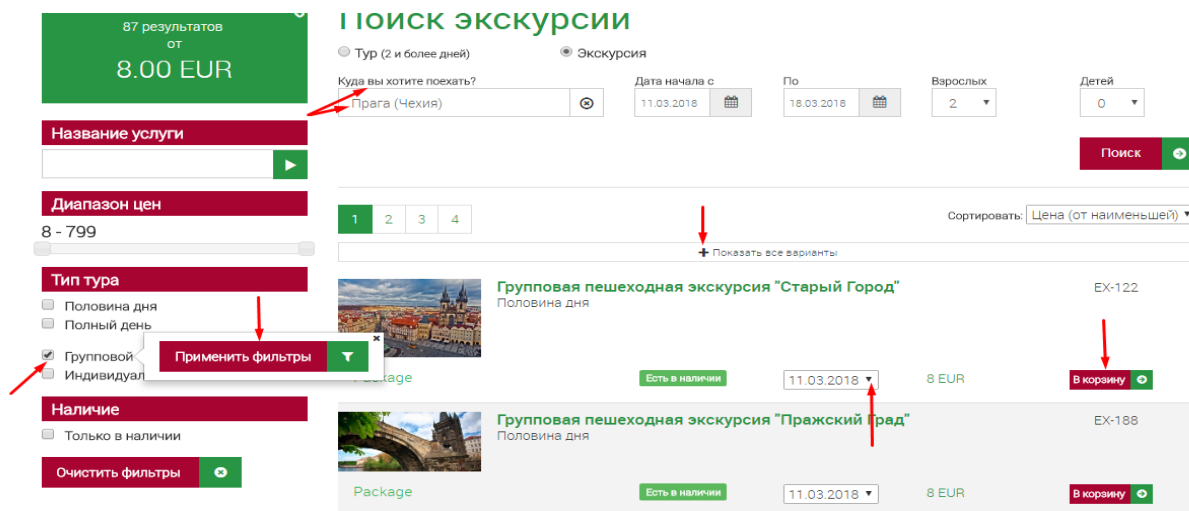 87 результатов
от
8.00 EUR
Название услуги
Диапазон цен
8 - 799
Тип тура
Половина дня
Полный день
Групповой
Индивидуал
Применить фильтры
Наличие
Только в наличии
Очистить фильтры
Поиск экскурсии
Тур (2 и более дней)
Экскурсия
Куда вы хотите поехать?
Дата начала с
По
Взрослых
Детей
Прага (Чехия)
11.03.2018
18.03.2018
2
0
Поиск
1 2 3 4
Сортировать: Цена (от наименьшей)
Показать все варианты
Групповая пешеходная экскурсия "Старый Город"
EX-122
Половина дня
Package
Есть в наличии
11.03.2018
8 EUR
В корзину
Групповая пешеходная экскурсия "Пражский Град"
EX-188
Половина дня
Package
Есть в наличии
11.03.2018
8 EUR
В корзину